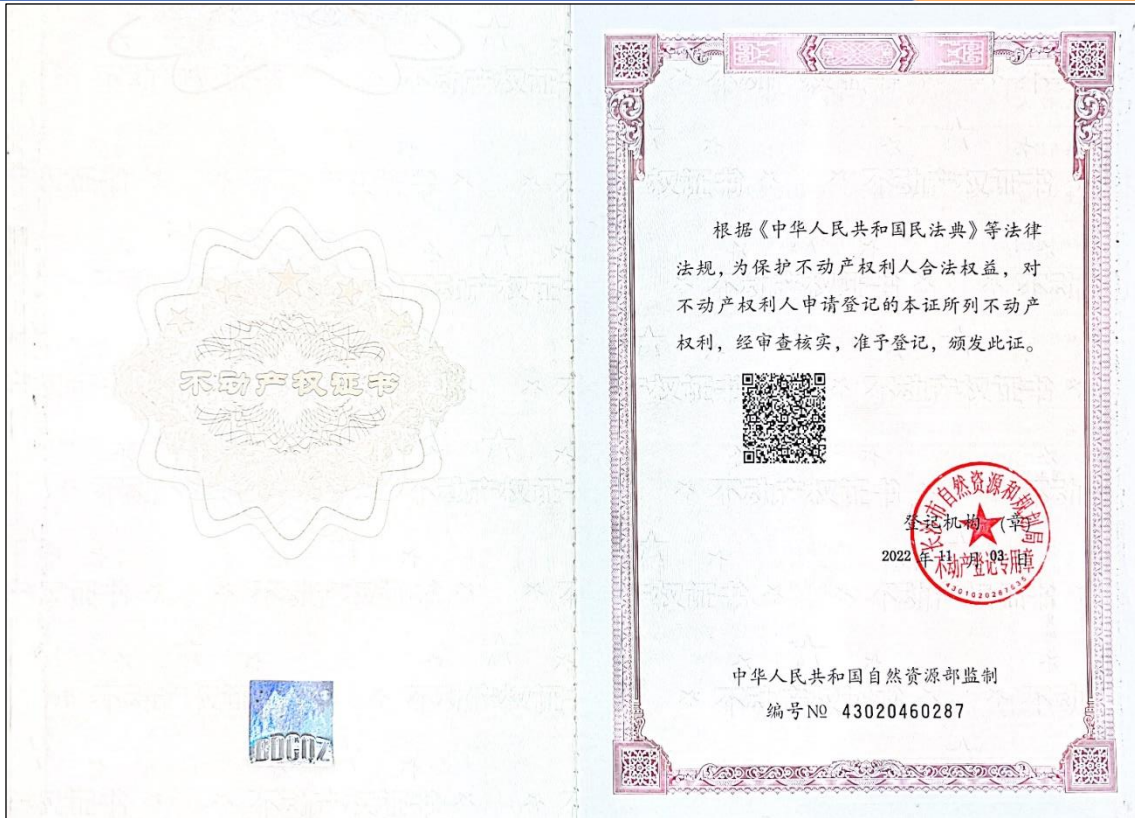 不动产权证书
BDCQZ
根据《中华人民共和国民法典》等法律
法规，为保护不动产权利人合法权益，对
不动产权利人申请登记的本证所列不动产
权利，经审查核实，准予登记，颁发此证。
长沙市自然资源和规划局
登记机构（章）
2022 年 11 月 03 日
不动产登记专用章
中华人民共和国自然资源部监制
编号№ 43020460287